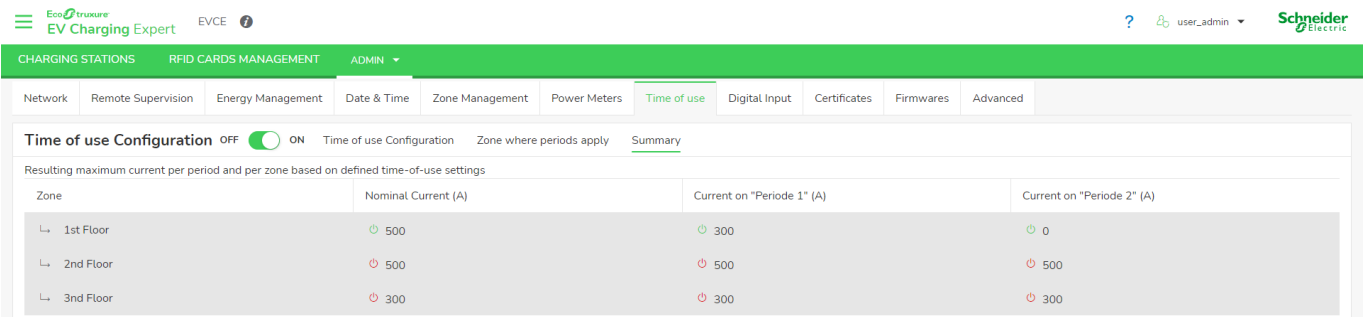 EcoStruxure
EV Charging Expert
EVCE
? user_admin
Schneider
Electric
CHARGING STATIONS RFID CARDS MANAGEMENT ADMIN
Network Remote Supervision Energy Management Date & Time Zone Management Power Meters Time of use Digital Input Certificates Firmwares Advanced
Time of use Configuration OFF ON Time of use Configuration Zone where periods apply Summary
Resulting maximum current per period and per zone based on defined time-of-use settings
Zone Nominal Current (A) Current on "Periode 1" (A) Current on "Periode 2" (A)
1st Floor 500 300 0
2nd Floor 500 500 500
3nd Floor 300 300 300